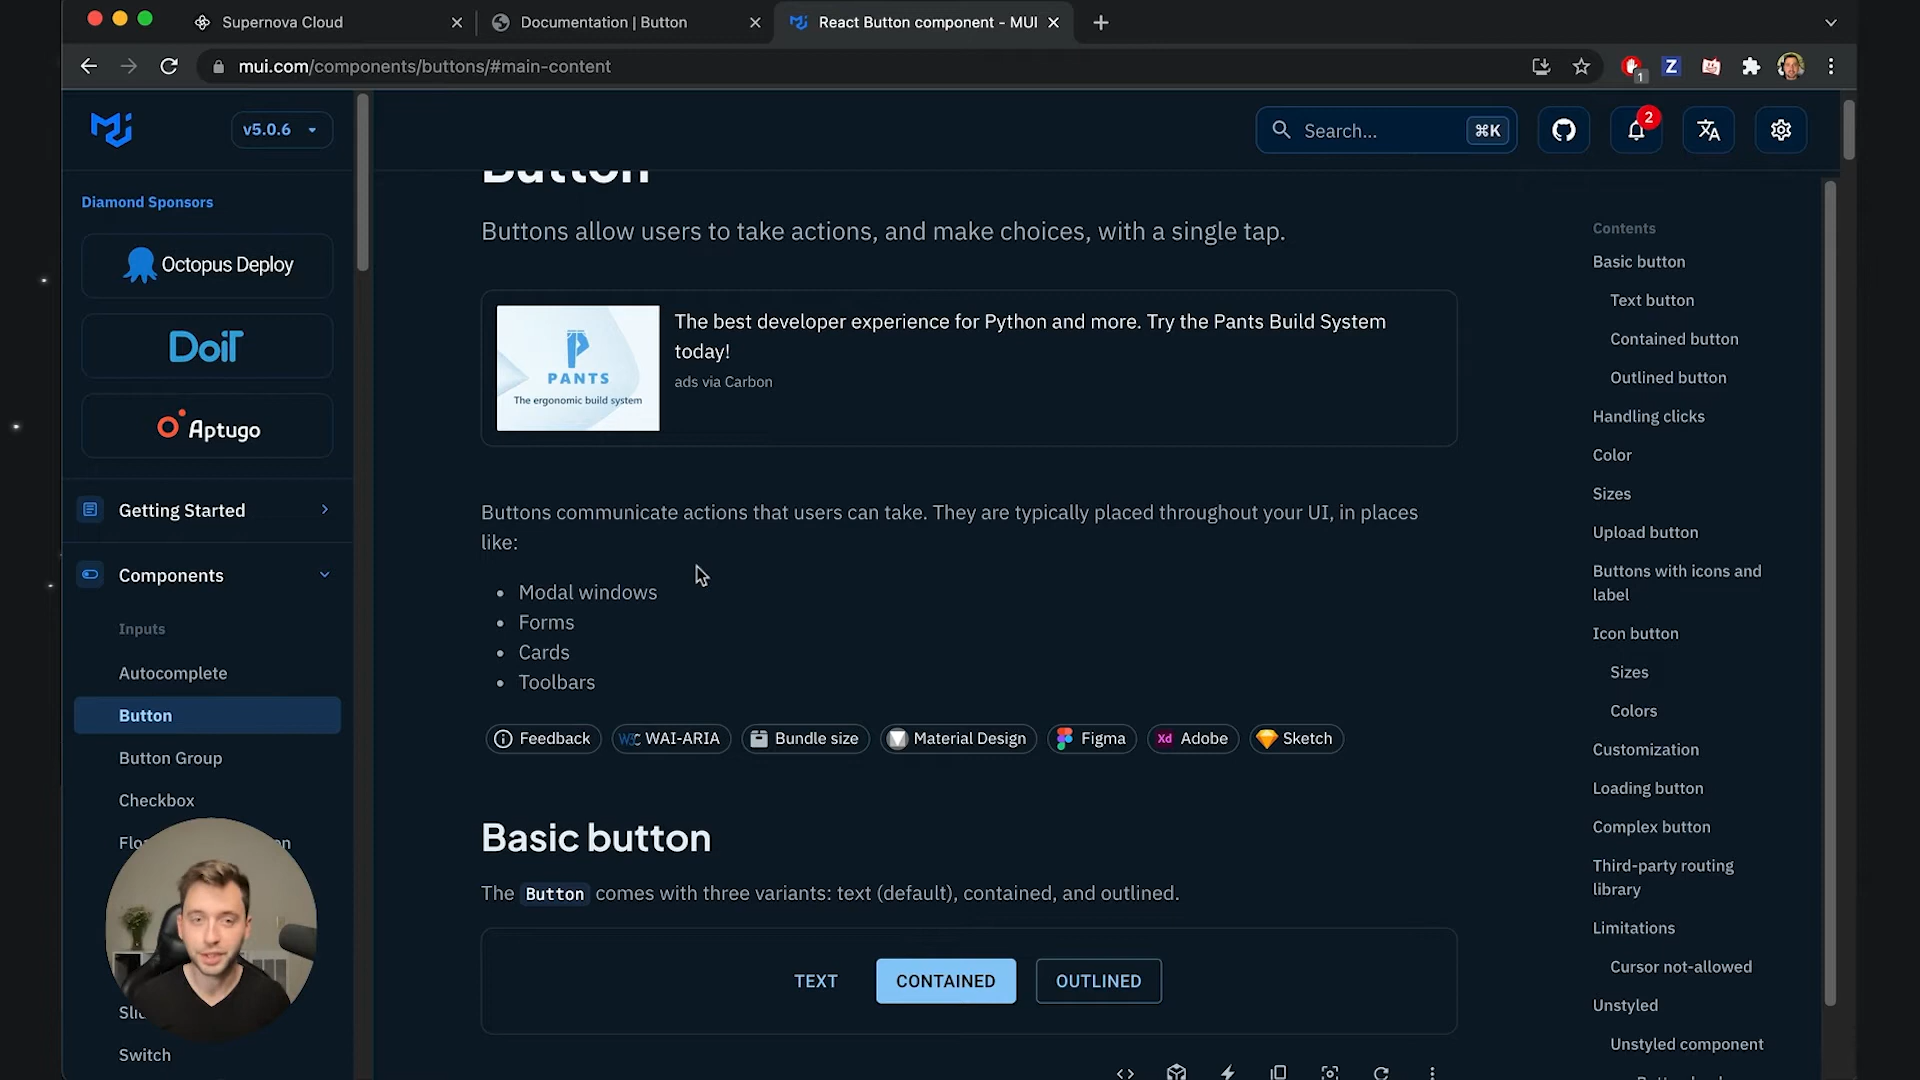 Supernova Cloud
Documentation | Button
React Button component - MUI
mui.com/components/buttons/#main-content
1
Z
v5.0.6
Search...
⌘K
2
Diamond Sponsors
Octopus Deploy
DoiT
Aptugo
Getting Started
Components
Inputs
Autocomplete
Button
Button Group
Checkbox
Switch
Button
Buttons allow users to take actions, and make choices, with a single tap.
PANTS
The ergonomic build system
The best developer experience for Python and more. Try the Pants Build System
today!
ads via Carbon
Buttons communicate actions that users can take. They are typically placed throughout your UI, in places
like:
• Modal windows
• Forms
• Cards
• Toolbars
Feedback
W3C WAI-ARIA
Bundle size
Material Design
Figma
Xd Adobe
Sketch
Basic button
The Button comes with three variants: text (default), contained, and outlined.
TEXT
CONTAINED
OUTLINED
Contents
Basic button
Text button
Contained button
Outlined button
Handling clicks
Color
Sizes
Upload button
Buttons with icons and
label
Icon button
Sizes
Colors
Customization
Loading button
Complex button
Third-party routing
library
Limitations
Cursor not-allowed
Unstyled
Unstyled component